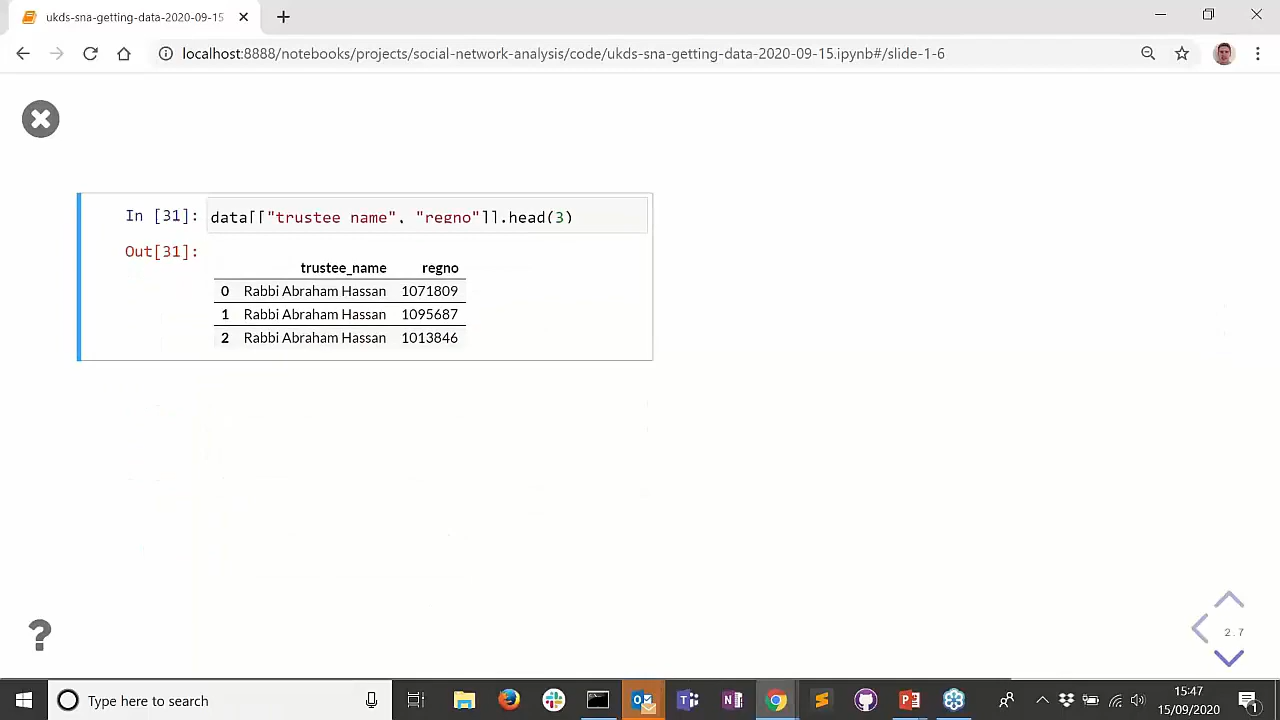 ukds-sna-getting-data-2020-09-15
localhost:8888/notebooks/projects/social-network-analysis/code/ukds-sna-getting-data-2020-09-15.ipynb#/slide-1-6
In [31]: data[["trustee_name", "regno"]].head(3)
Out[31]:
trustee_name regno
0 Rabbi Abraham Hassan 1071809
1 Rabbi Abraham Hassan 1095687
2 Rabbi Abraham Hassan 1013846
?
2.7
Type here to search
15:47
15/09/2020
1